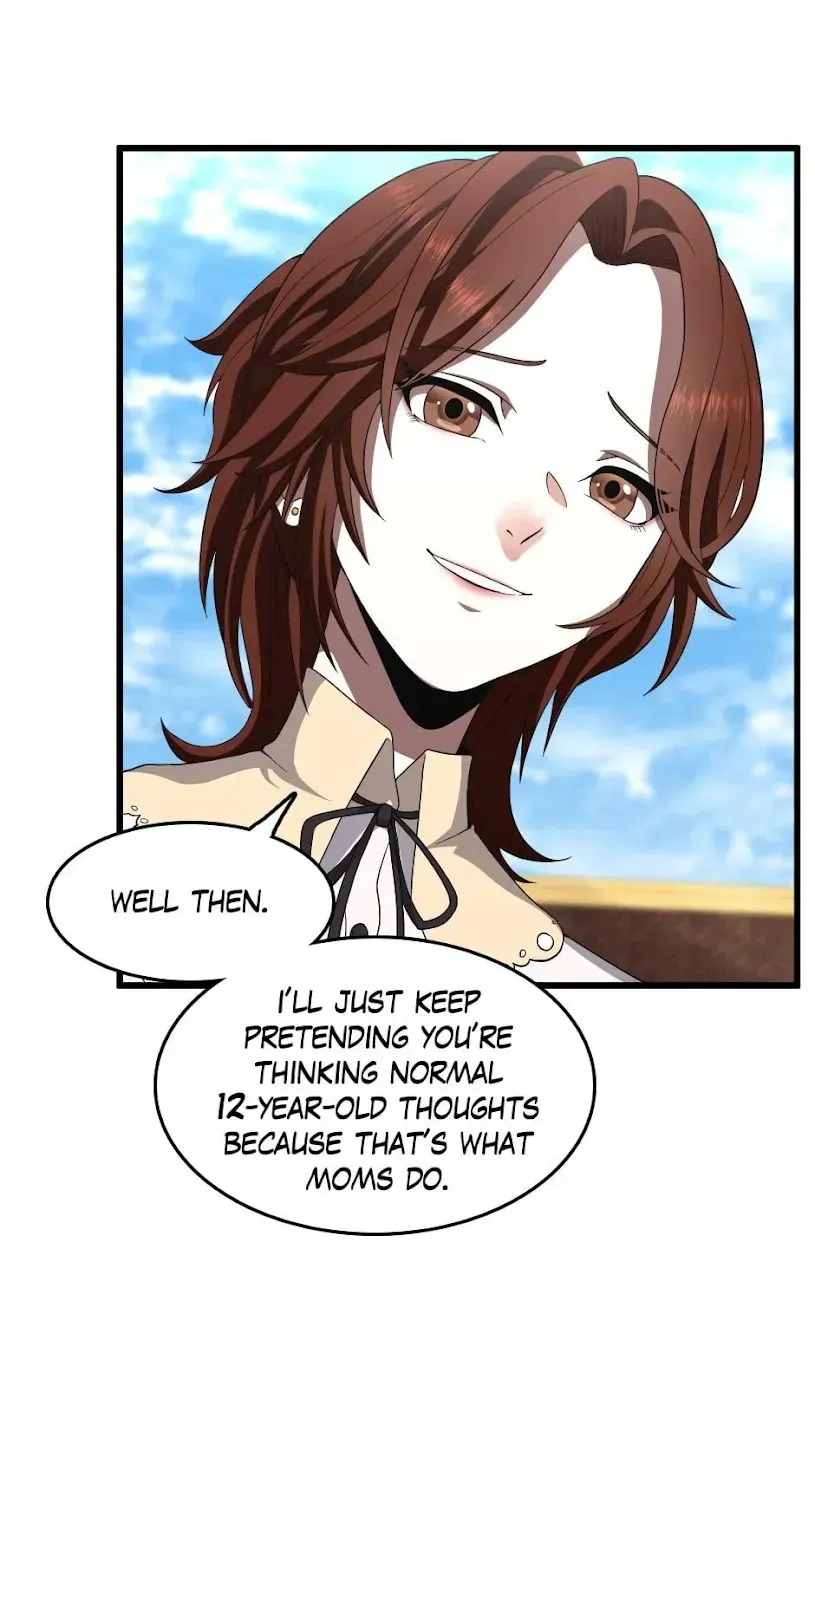 WELL THEN.
I'LL JUST KEEP
PRETENDING YOU'RE
THINKING NORMAL
12-YEAR-OLD THOUGHTS
BECAUSE THAT'S WHAT
MOMS DO.